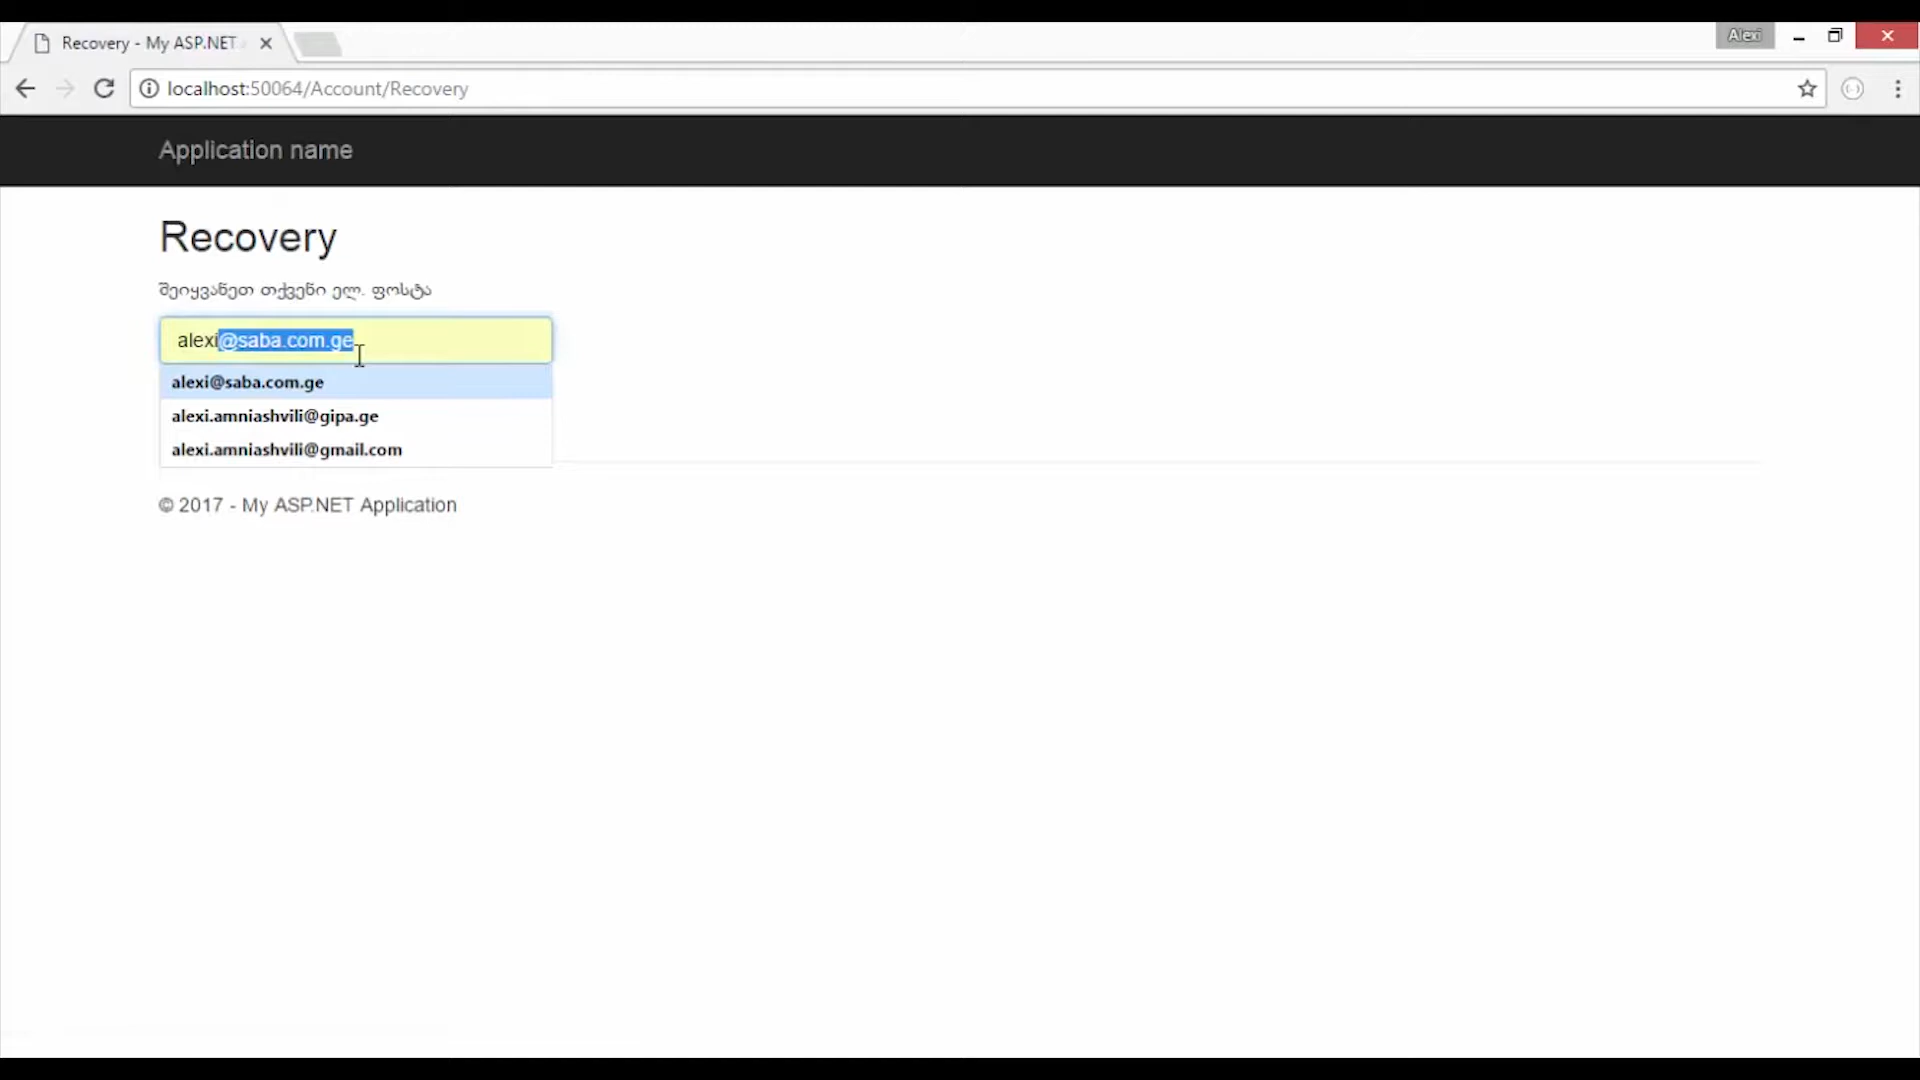 Recovery - My ASP.NET
Alexi
localhost:50064/Account/Recovery
Application name
Recovery
შეიყვანეთ თქვენი ელ. ფოსტა
alexi@saba.com.ge
alexi@saba.com.ge
alexi.amniashvili@gipa.ge
alexi.amniashvili@gmail.com
© 2017 - My ASP.NET Application